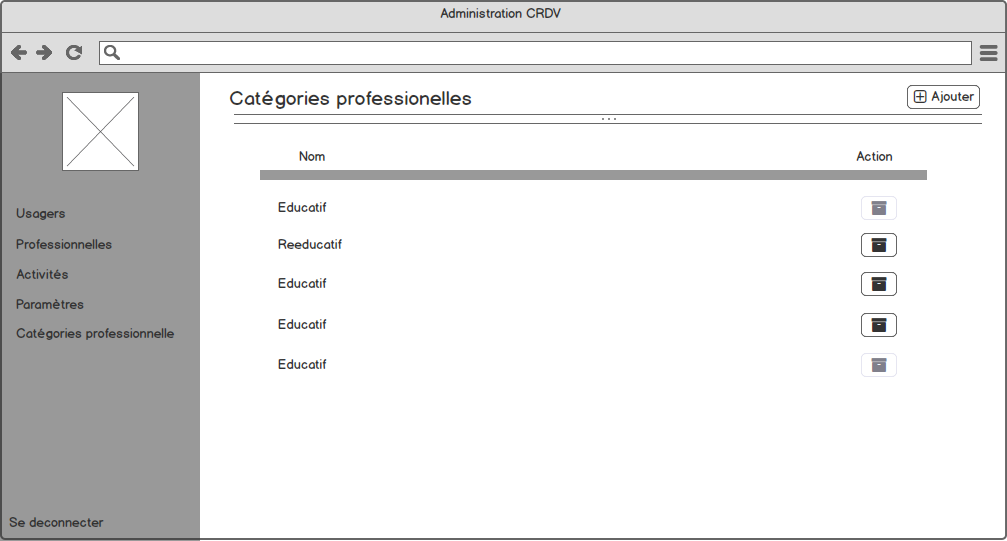 Administration CRDV
Usagers
Professionnelles
Activités
Paramètres
Catégories professionnelle
Se deconnecter
Catégories professionelles
Ajouter
Nom Action
Educatif
Reeducatif
Educatif
Educatif
Educatif